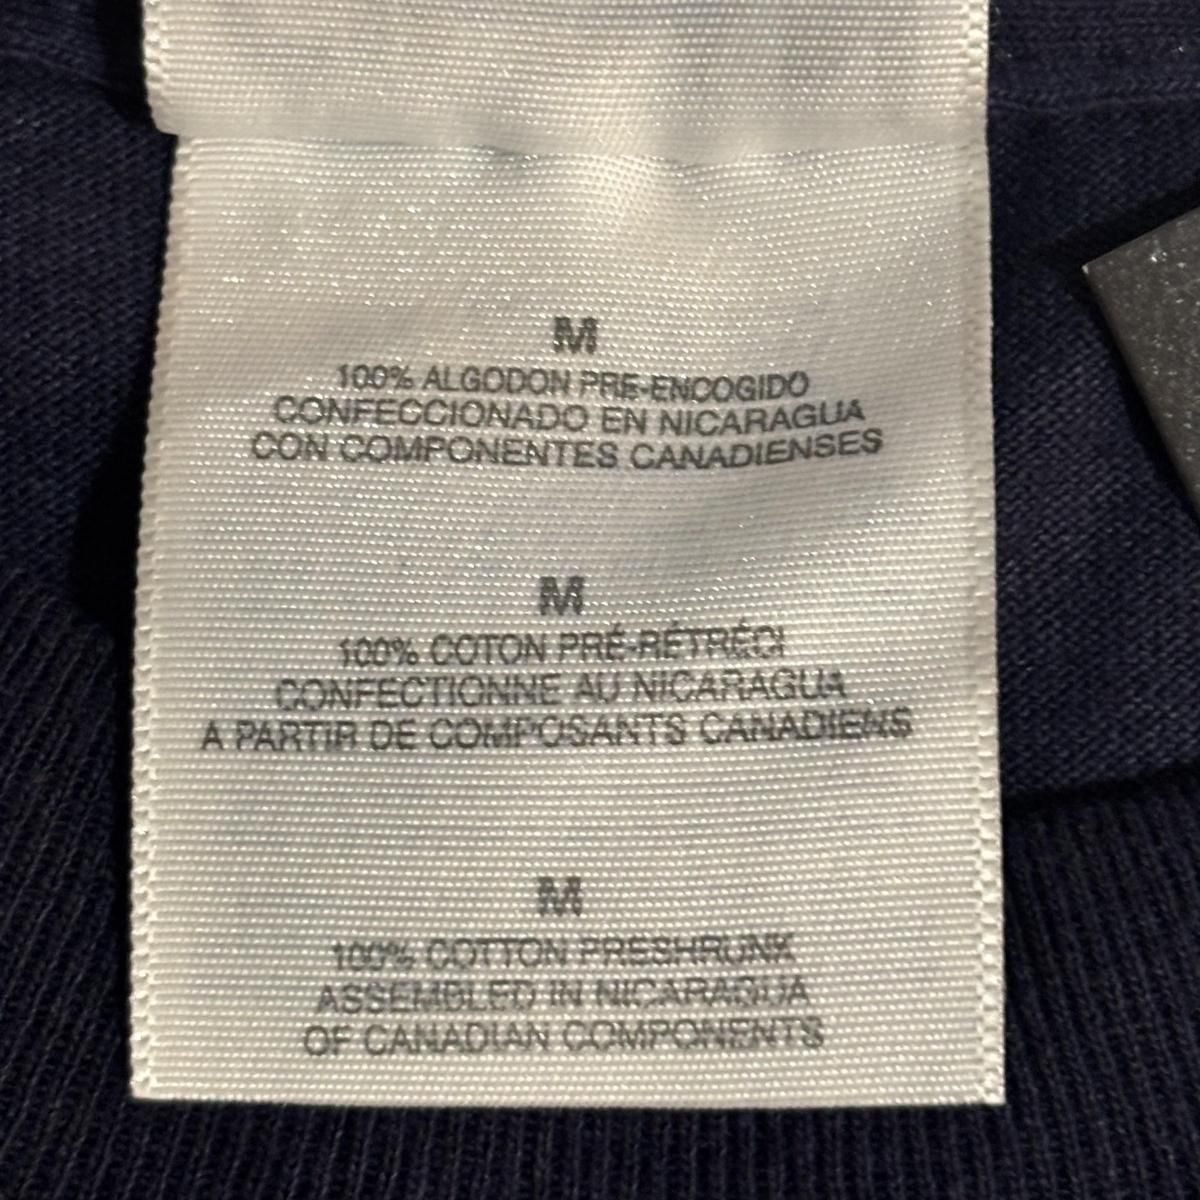 M
100% ALGODON PRE-ENCOGIDO
CONFECCIONADO EN NICARAGUA
CON COMPONENTES CANADIENSES
M
100% COTON PRÉ-RÉTRÉCI
CONFECTIONNE AU NICARAGUA
A PARTIR DE COMPOSANTS CANADIENS
M
100% COTTON PRESHRUNK
ASSEMBLED IN NICARAGUA
OF CANADIAN COMPONENTS